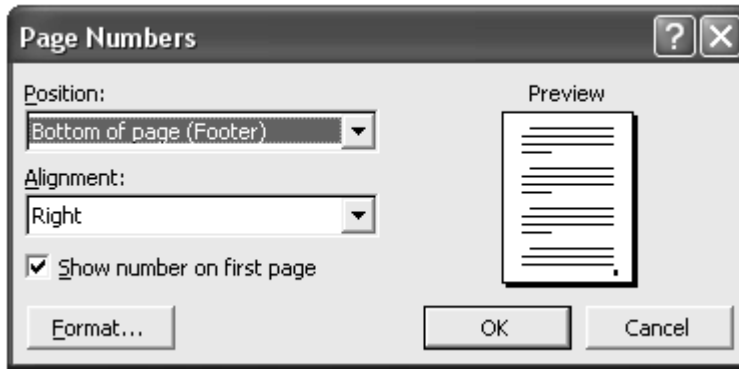 Page Numbers
Position:
Preview
Bottom of page (Footer)
Alignment:
Right
Show number on first page
Format...
OK
Cancel